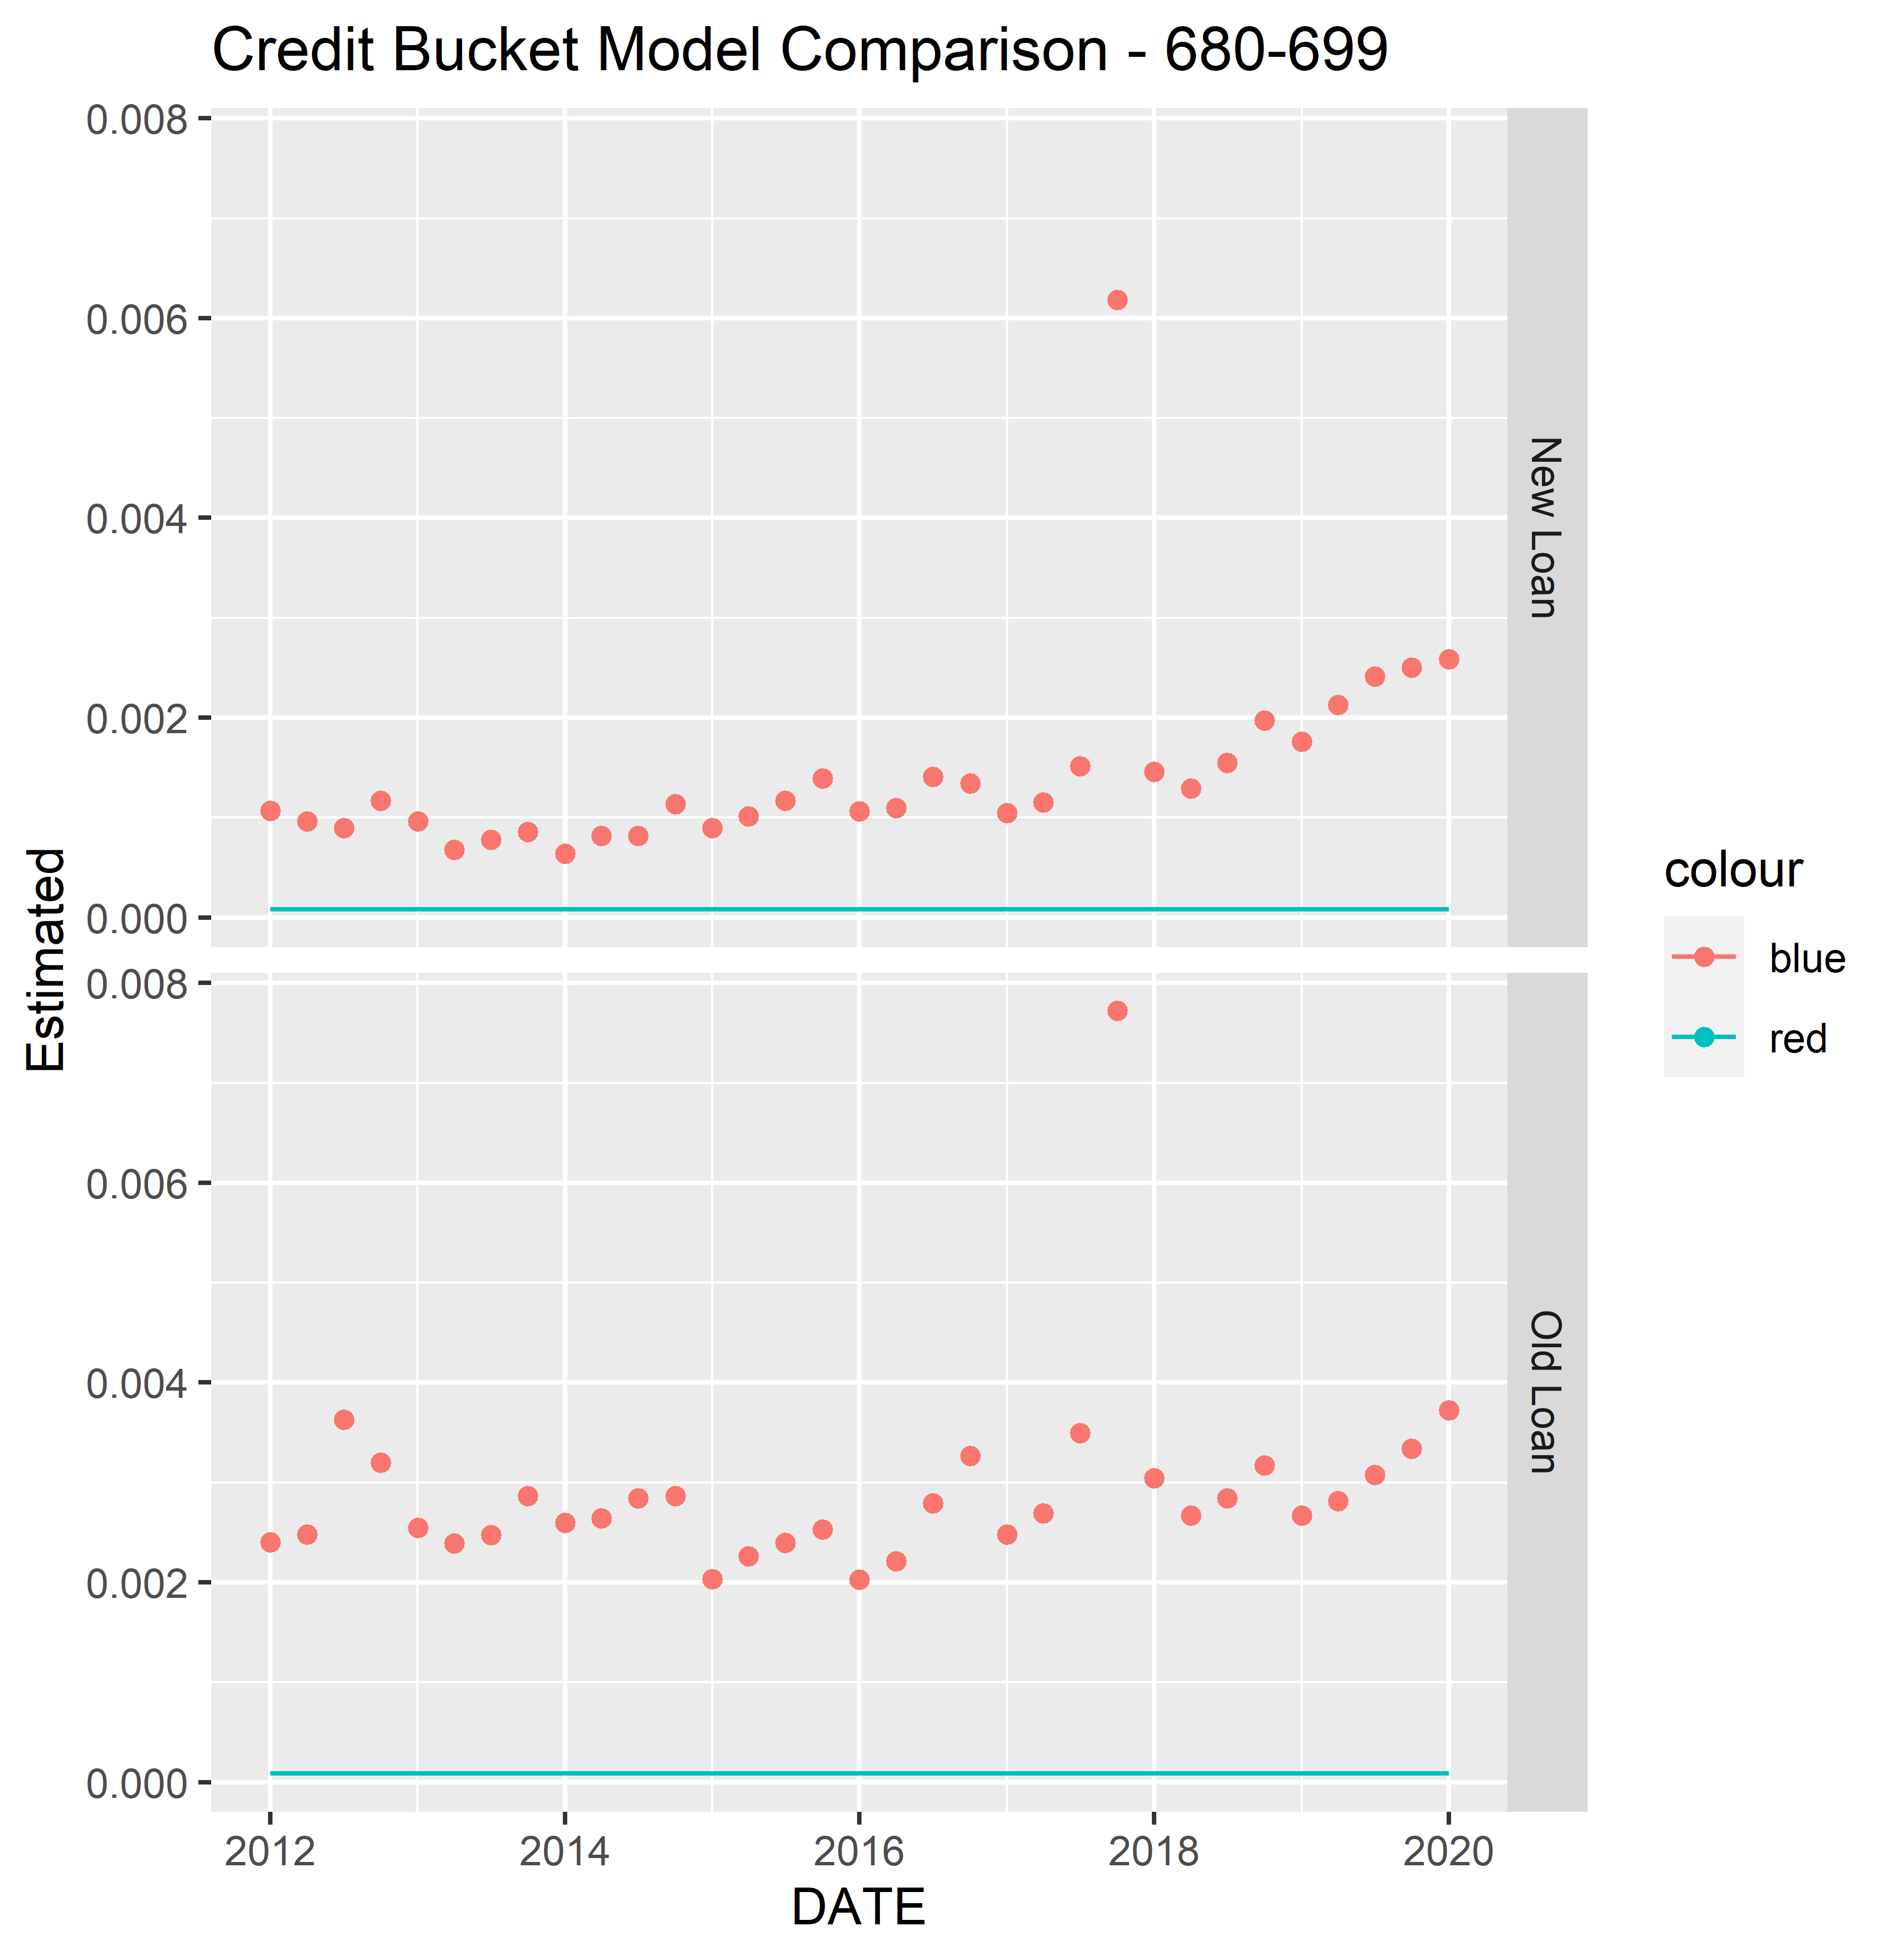 Credit Bucket Model Comparison - 680-699
0.008
0.006
0.004
0.002
0.000
New Loan
0.008
0.006
0.004
0.002
0.000
Old Loan
2012
2014
2016
2018
2020
DATE
Estimated
colour
blue
red